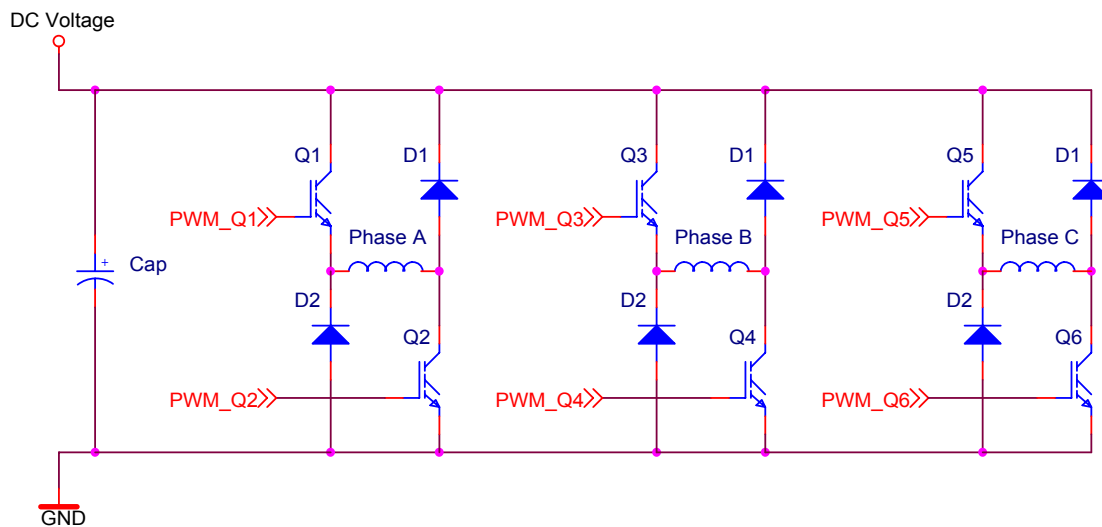 DC Voltage
Q1 D1 Q3 D1 Q5 D1
PWM_Q1 PWM_Q3 PWM_Q5
Phase A Phase B Phase C
+
Cap
D2 D2 D2
Q2 Q4 Q6
PWM_Q2 PWM_Q4 PWM_Q6
GND